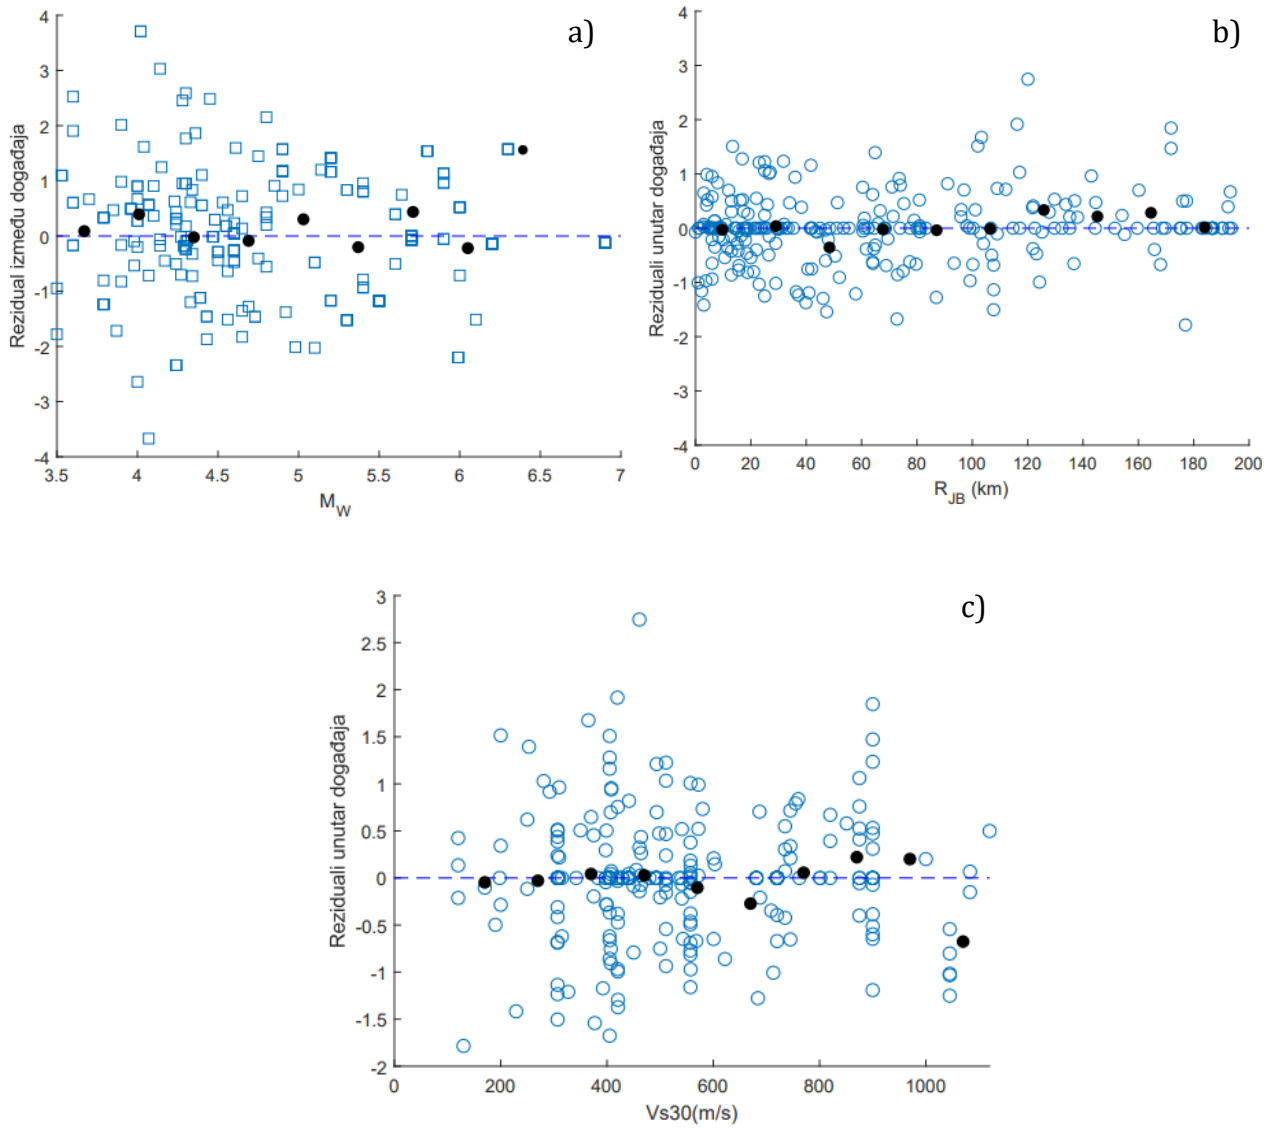 a)
4
3
2
1
0
-1
-2
-3
-4
3.5 4 4.5 5 5.5 6 6.5 7
Reziduali između događaja
M_W
b)
4
3
2
1
0
-1
-2
-3
-4
0 20 40 60 80 100 120 140 160 180 200
Reziduali unutar događaja
R_JB (km)
c)
3
2.5
2
1.5
1
0.5
0
-0.5
-1
-1.5
-2
0 200 400 600 800 1000
Reziduali unutar događaja
Vs30(m/s)